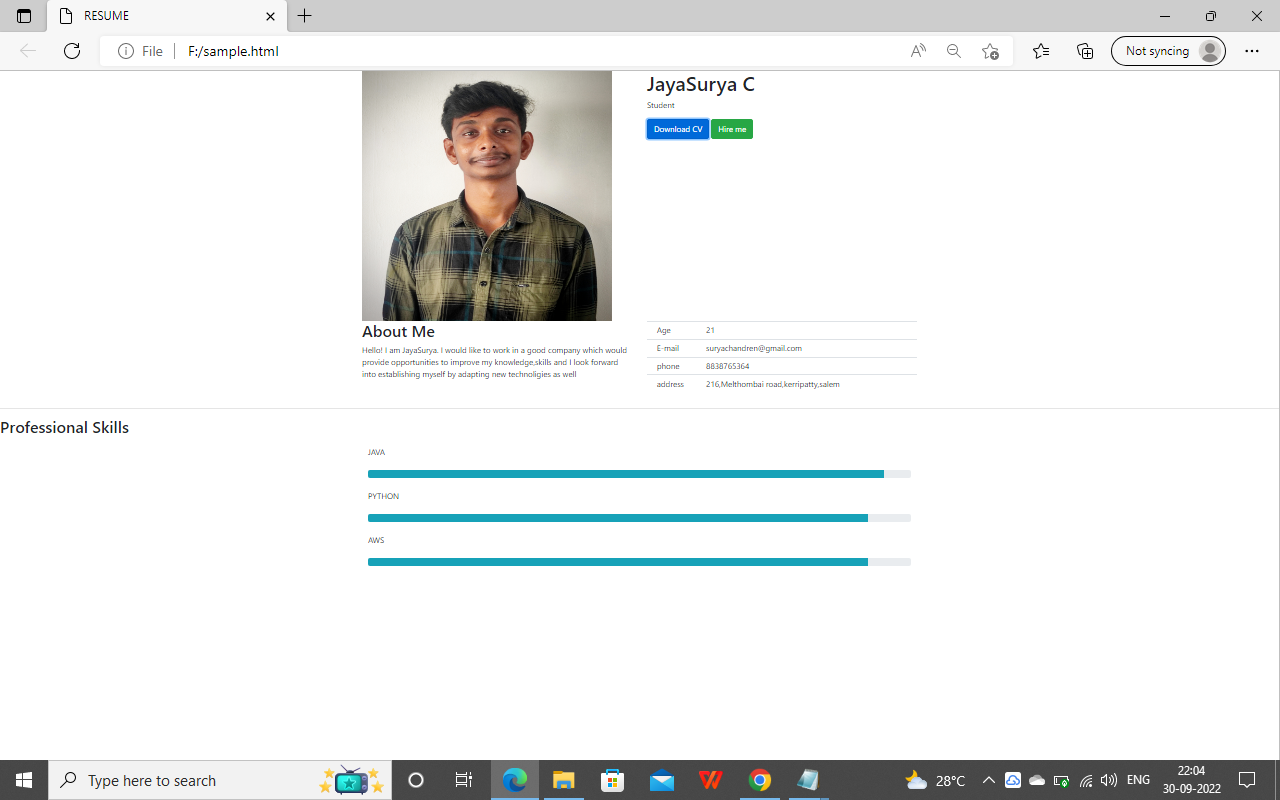 RESUME
File
F:/sample.html
Not syncing
JayaSurya C
Student
Download CV
Hire me
About Me
Hello! I am JayaSurya. I would like to work in a good company which would
provide opportunities to improve my knowledge,skills and I look forward
into establishing myself by adapting new technoligies as well
Age 21
E-mail suryachandren@gmail.com
phone 8838765364
address 216,Melthombai road,kerripatty,salem
Professional Skills
JAVA
PYTHON
AWS
Type here to search
28°C
ENG
22:04
30-09-2022